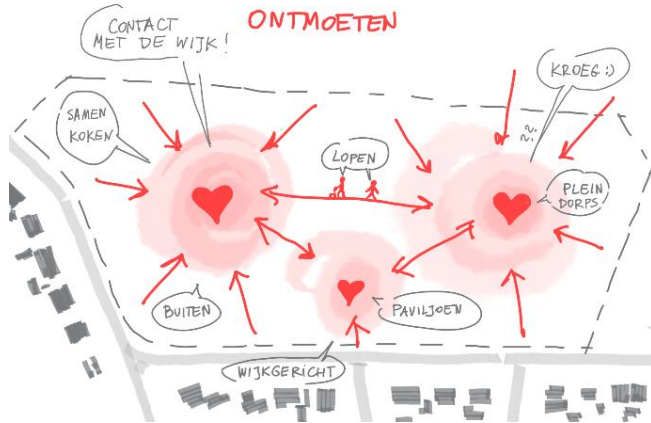 ONTMOETEN
CONTACT
MET DE WIJK!
KROEG:)
SAMEN
KOKEN
??
LOPEN
PLEIN
DORPS
BUITEN
PAVILJOEN
WIJKGERICHT